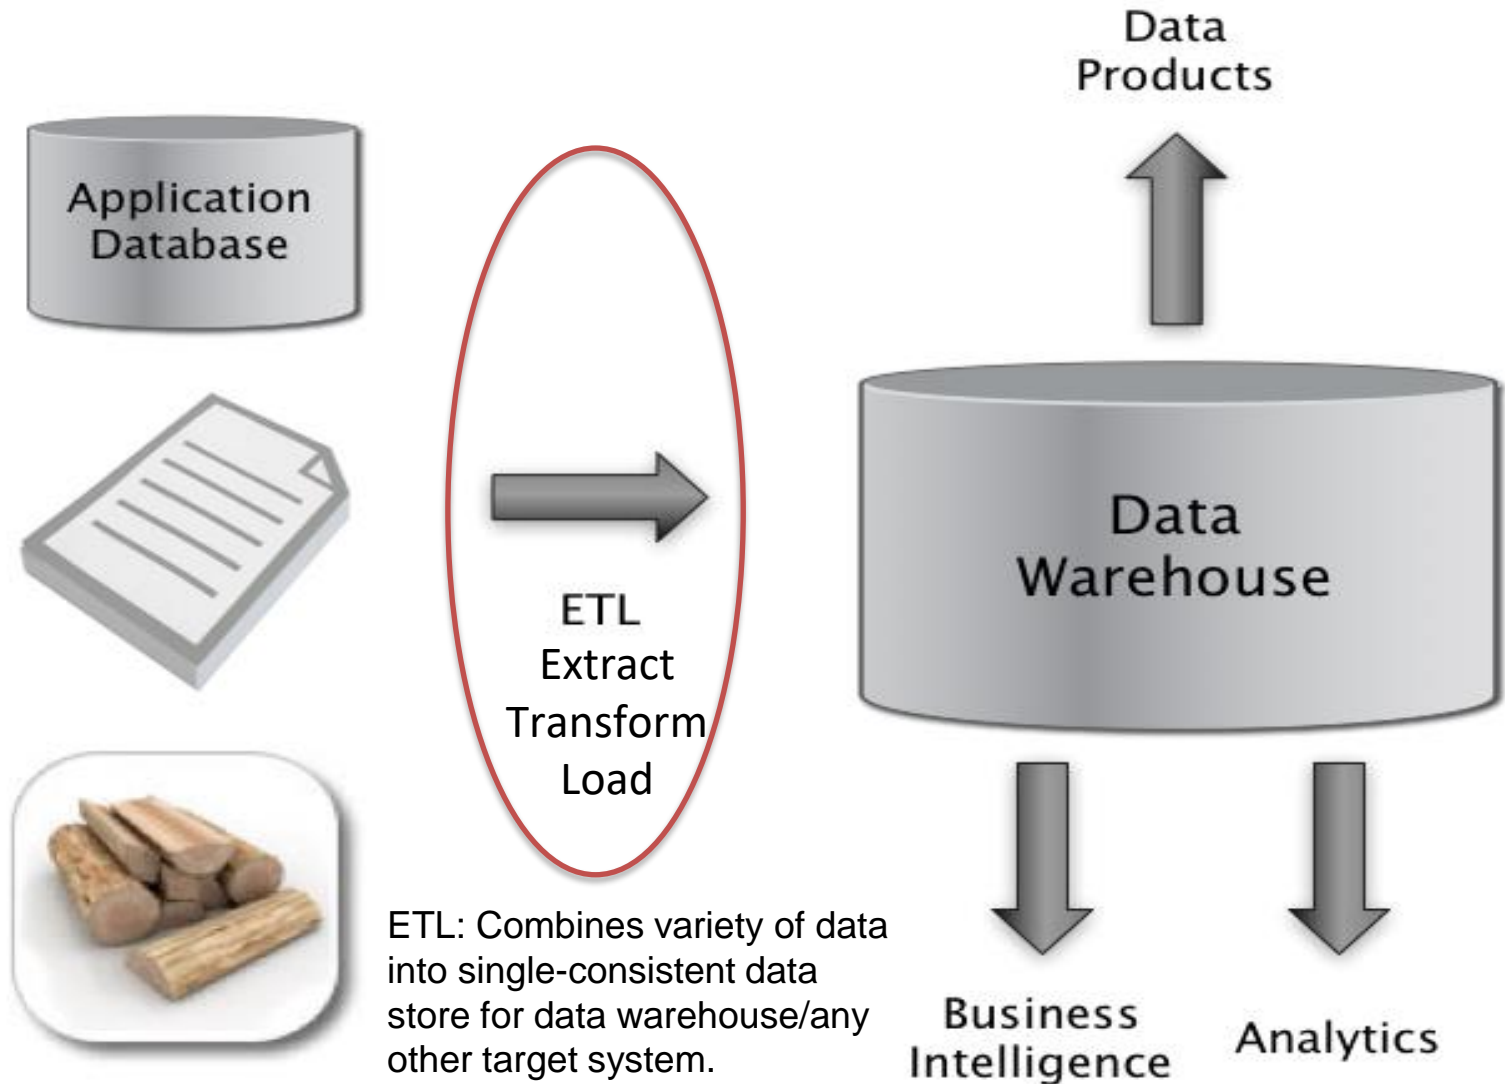 Data
Products
Application
Database
ETL
Extract
Transform
Load
Data
Warehouse
ETL: Combines variety of data
into single-consistent data
store for data warehouse/any
other target system.
Business
Intelligence
Analytics